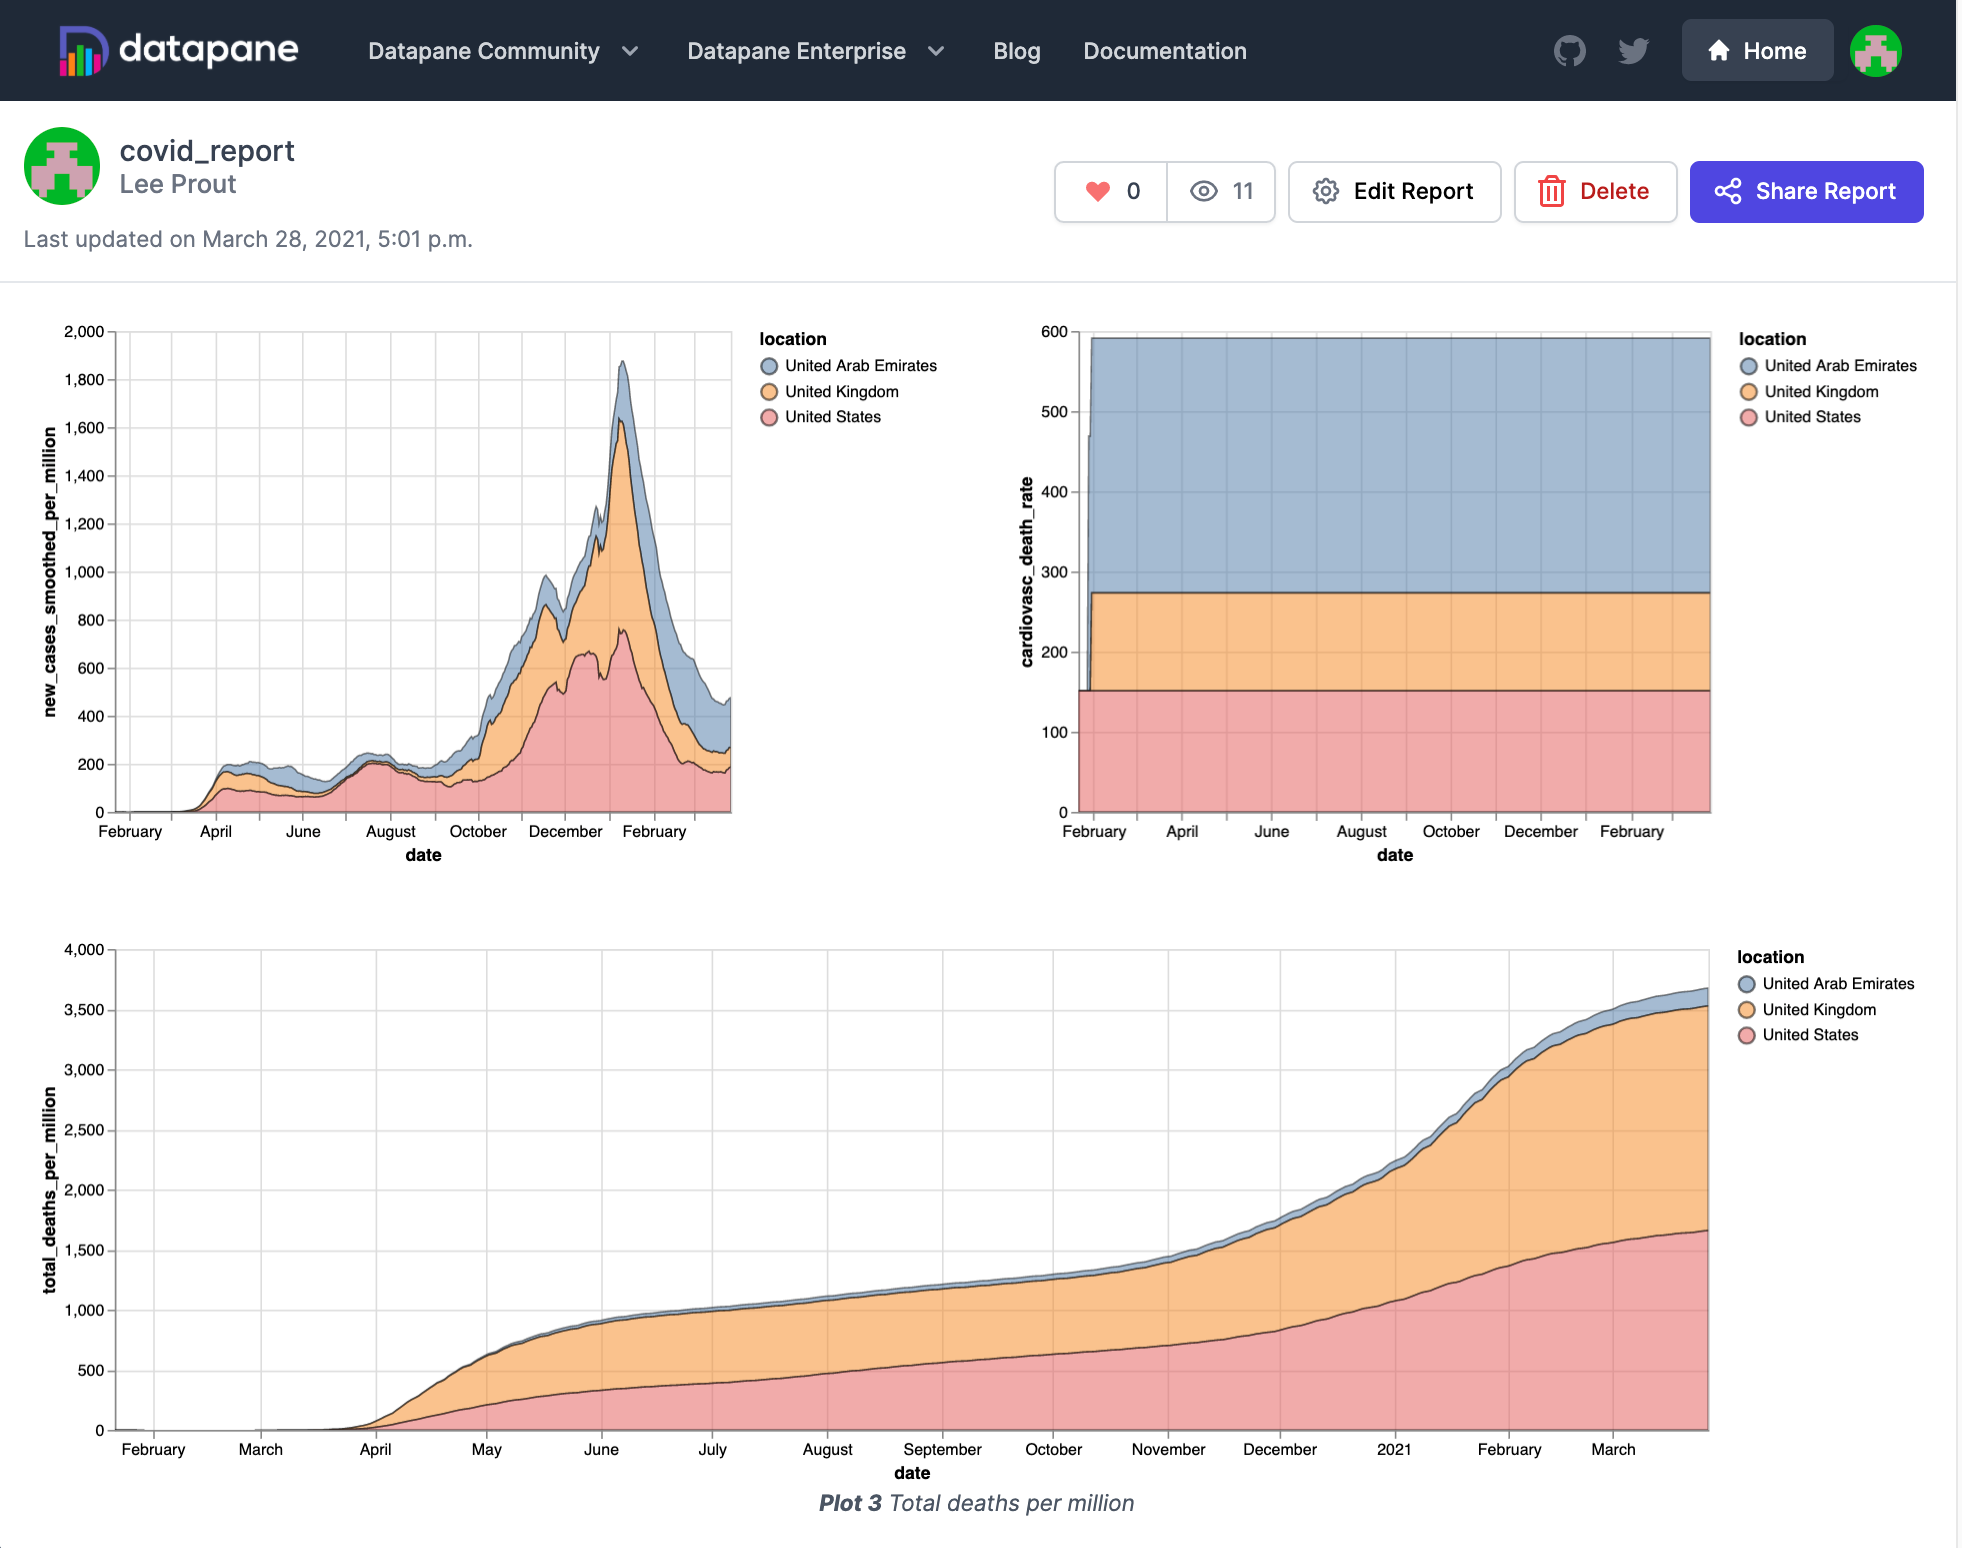 datapane Datapane Community Datapane Enterprise Blog Documentation Home
covid_report
Lee Prout
Last updated on March 28, 2021, 5:01 p.m.
0 11 Edit Report Delete Share Report
new_cases_smoothed_per_million
2,000
1,800
1,600
1,400
1,200
1,000
800
600
400
200
0
February April June August October December February
date
location
United Arab Emirates
United Kingdom
United States
cardiovasc_death_rate
600
500
400
300
200
100
0
February April June August October December February
date
location
United Arab Emirates
United Kingdom
United States
total_deaths_per_million
4,000
3,500
3,000
2,500
2,000
1,500
1,000
500
0
February March April May June July August September October November December 2021 February March
date
location
United Arab Emirates
United Kingdom
United States
Plot 3 Total deaths per million